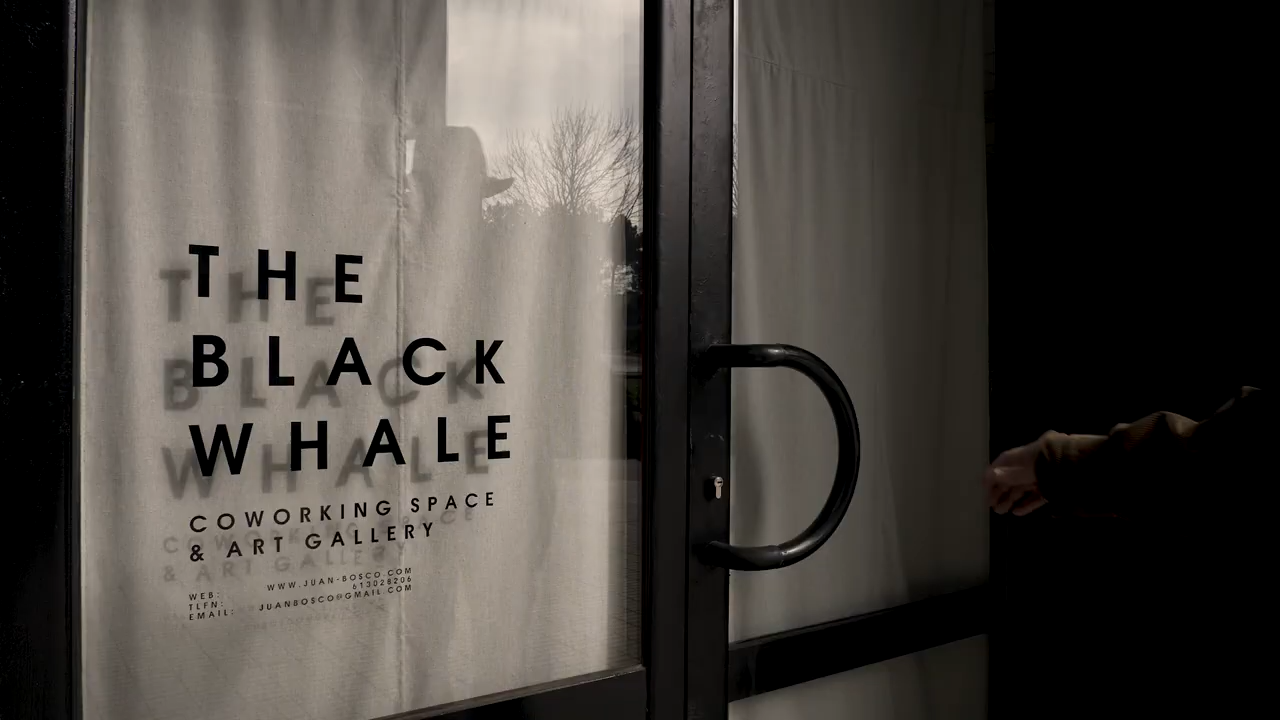 THE
BLACK
WHALE
COWORKING SPACE
& ART GALLERY
WEB: WWW.JUAN-BOSCO.COM
TLFN: 613028206
EMAIL: JUANBOSCO@GMAIL.COM